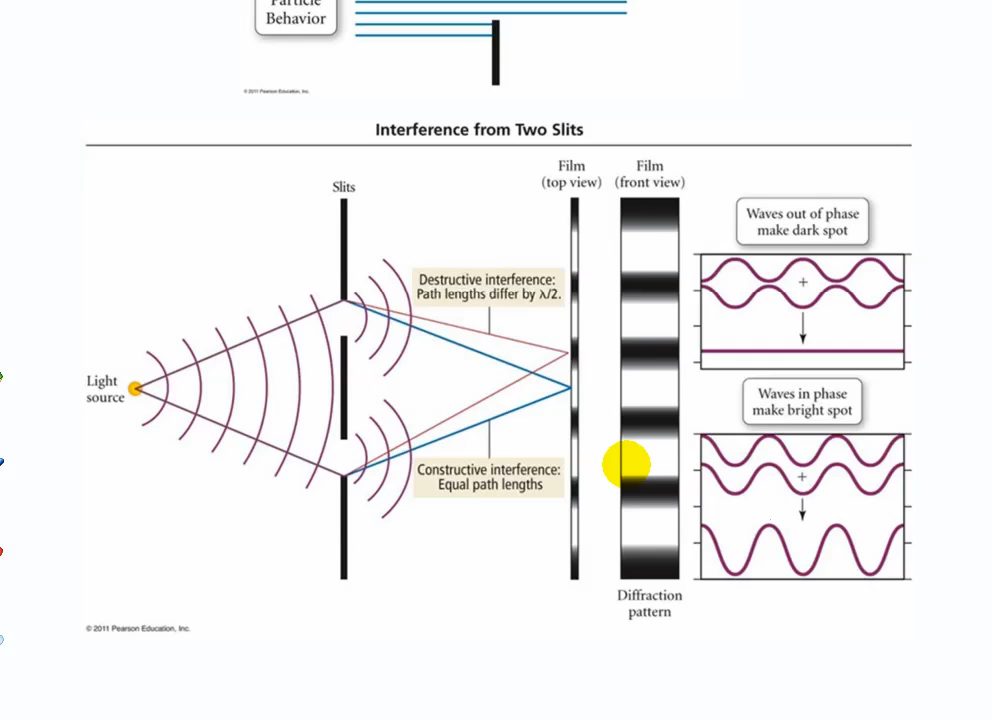 Particle
Behavior
© 2011 Pearson Education, Inc.
Interference from Two Slits
Film
(top view)
Film
(front view)
Slits
Waves out of phase
make dark spot
Destructive interference:
Path lengths differ by λ/2.
+
Light
source
Waves in phase
make bright spot
Constructive interference:
Equal path lengths
+
Diffraction
pattern
© 2011 Pearson Education, Inc.